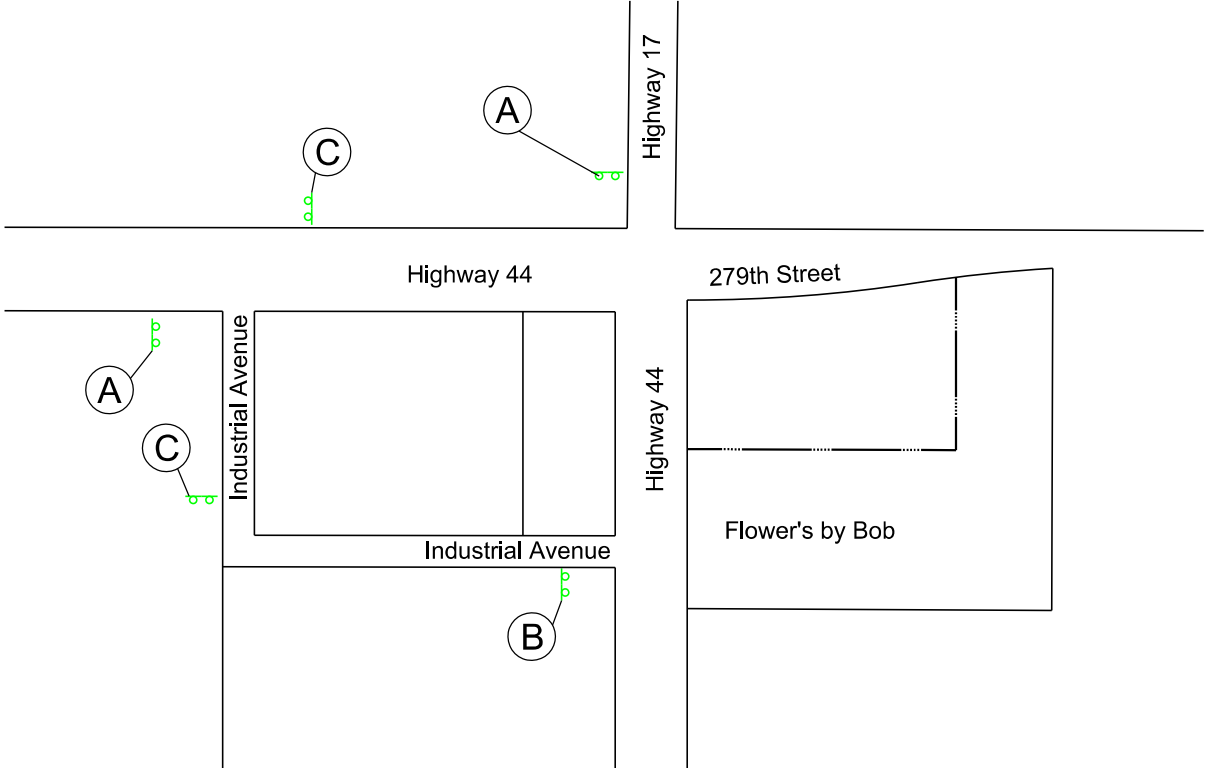 Highway 17
A
C
Highway 44
279th Street
Industrial Avenue
A
C
Highway 44
Flower's by Bob
Industrial Avenue
B